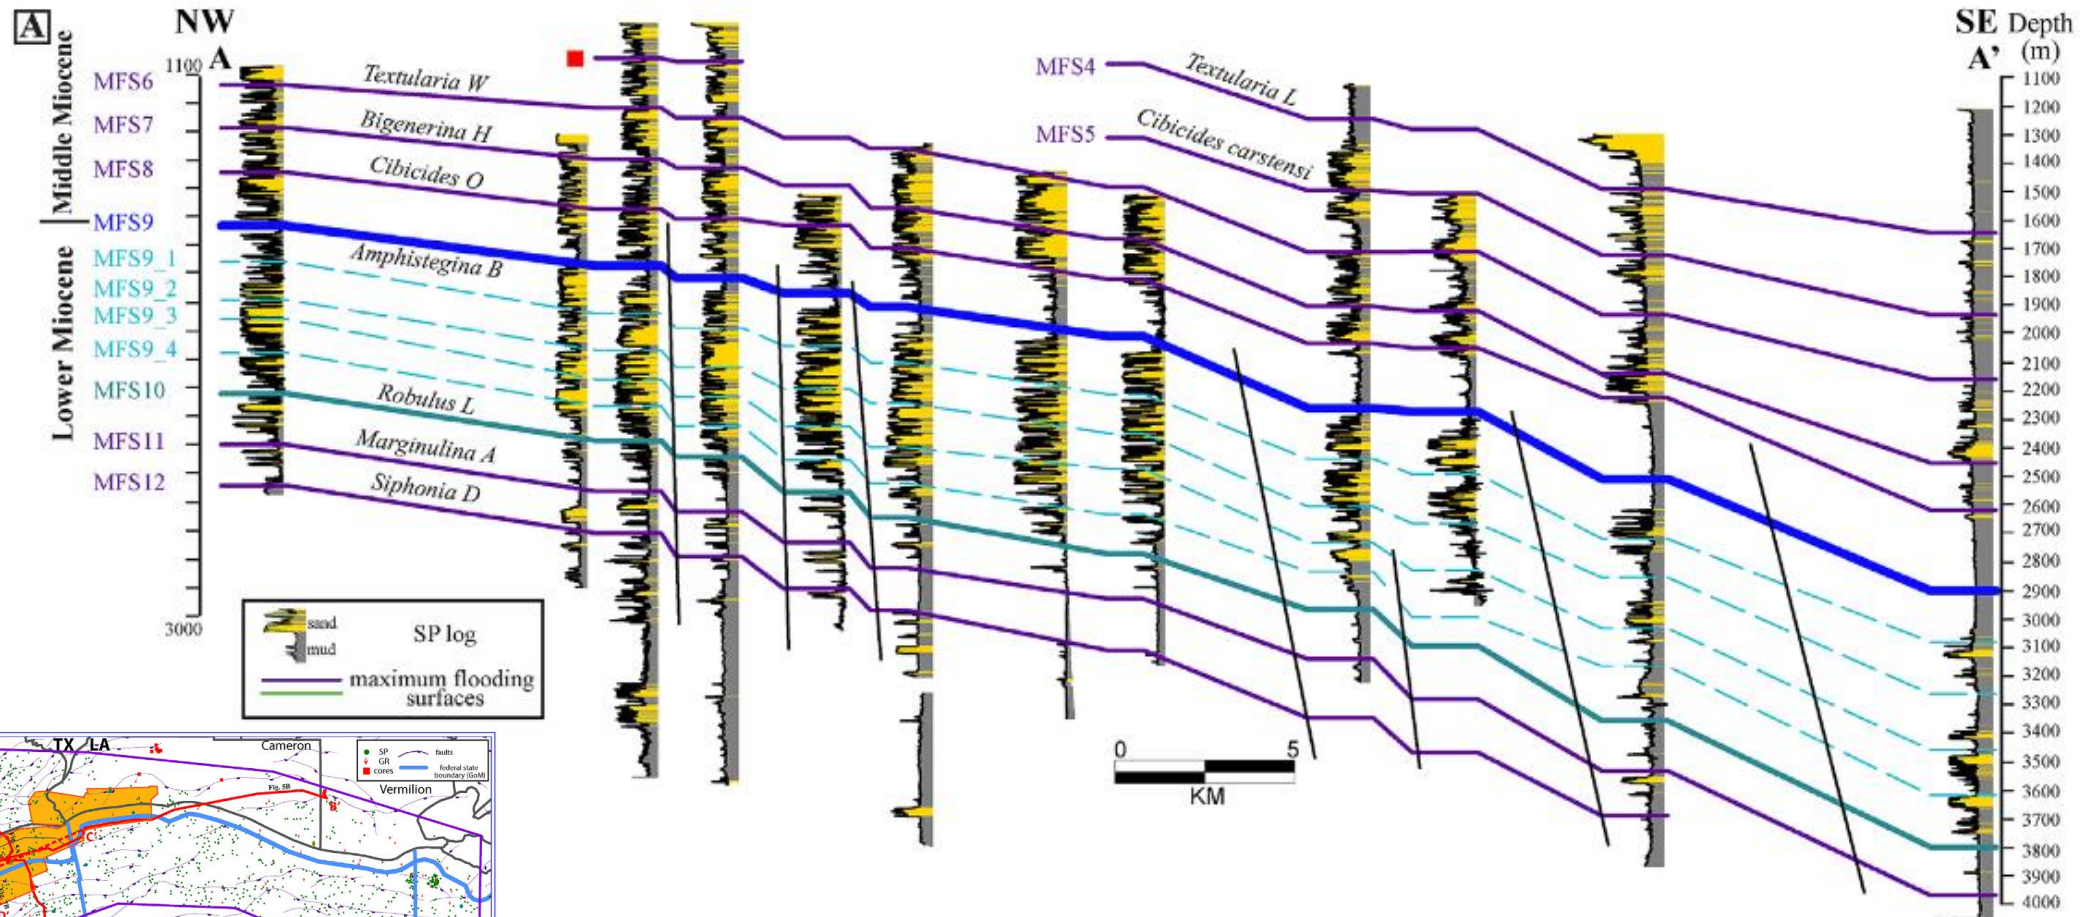 A
NW
SE
Depth
(m)
A
A'
Middle Miocene
Lower Miocene
1100
3000
MFS6
MFS7
MFS8
MFS9
MFS9_1
MFS9_2
MFS9_3
MFS9_4
MFS10
MFS11
MFS12
Textularia W
Bigenerina H
Cibicides O
Amphistegina B
Robulus L
Marginulina A
Siphonia D
MFS4
MFS5
Textularia L
Cibicides carstensi
1100
1200
1300
1400
1500
1600
1700
1800
1900
2000
2100
2200
2300
2400
2500
2600
2700
2800
2900
3000
3100
3200
3300
3400
3500
3600
3700
3800
3900
4000
sand
mud
SP log
maximum flooding
surfaces
0 5
KM
TX LA
Cameron
Vermilion
SP
GR
cores
faults
federal state
boundary (GoM)
Fig. 5B
B'
C'